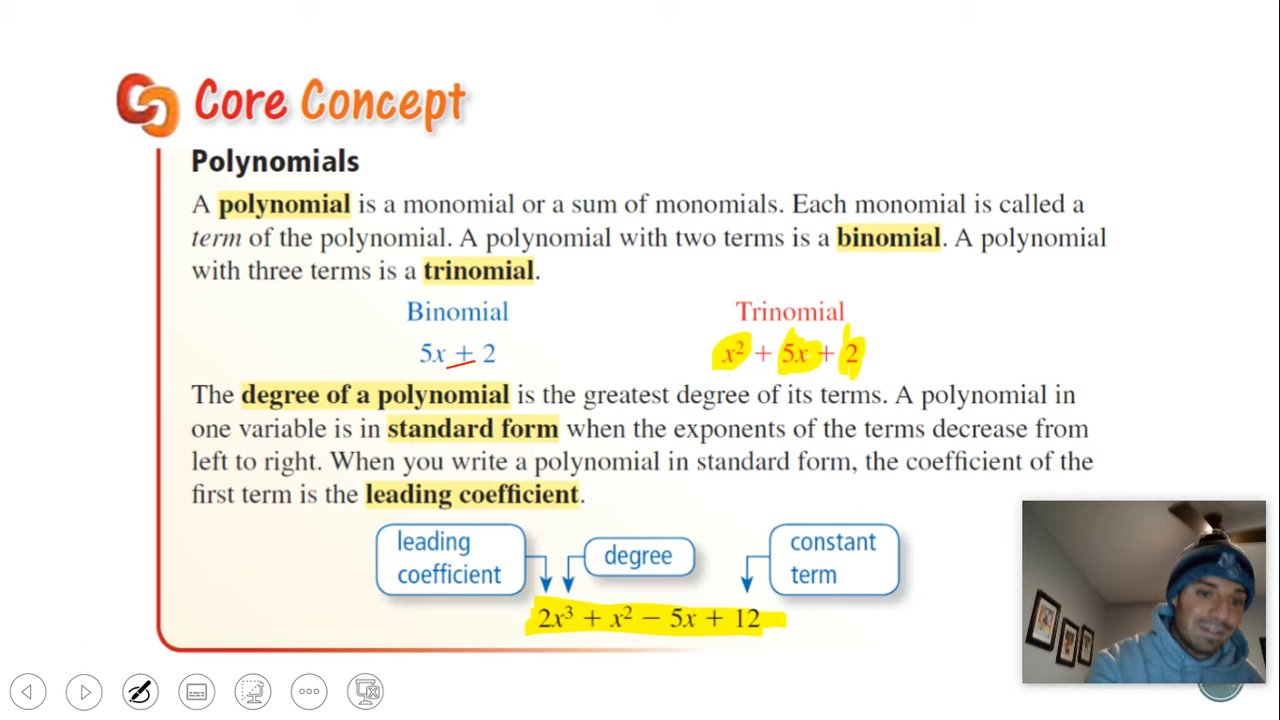 Core Concept
Polynomials
A polynomial is a monomial or a sum of monomials. Each monomial is called a
term of the polynomial. A polynomial with two terms is a binomial. A polynomial
with three terms is a trinomial.
Binomial
5x + 2
Trinomial
x² + 5x + 2
The degree of a polynomial is the greatest degree of its terms. A polynomial in
one variable is in standard form when the exponents of the terms decrease from
left to right. When you write a polynomial in standard form, the coefficient of the
first term is the leading coefficient.
leading
coefficient
degree
constant
term
2x³ + x² − 5x + 12